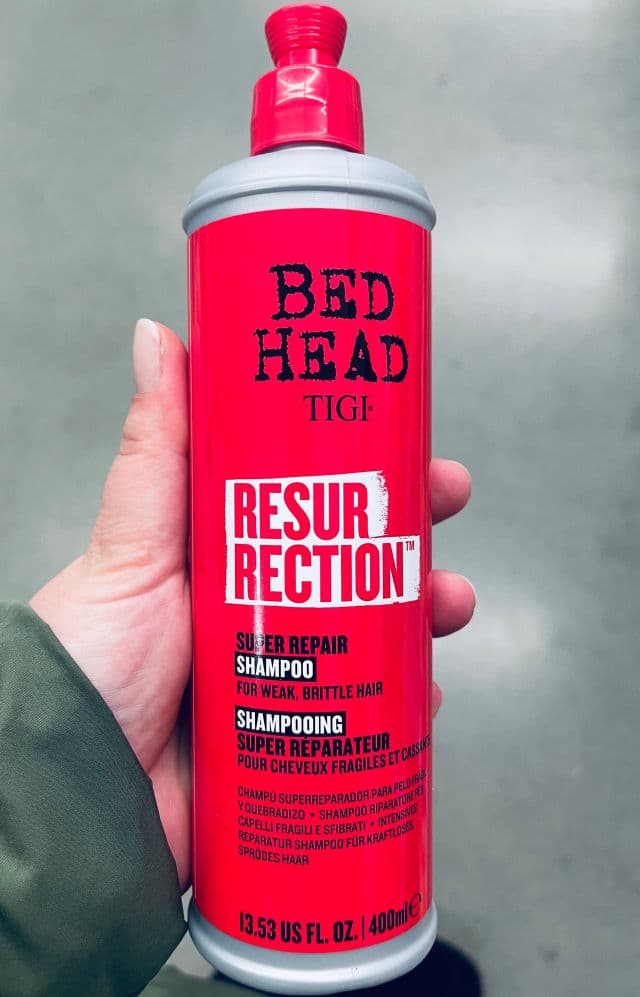 BED
HEAD
TIGI®
RESUR
RECTION™
SUPER REPAIR
SHAMPOO
FOR WEAK, BRITTLE HAIR
SHAMPOOING
SUPER RÉPARATEUR
POUR CHEVEUX FRAGILES ET CASSANTS
CHAMPÚ SUPERREPARADOR PARA PELO FRÁGIL
Y QUEBRADIZO • SHAMPOO RIPARATORE PER
CAPELLI FRAGILI E SFIBRATI • INTENSIVES
REPARATUR SHAMPOO FÜR KRAFTLOSES,
SPRÖDES HAAR
13.53 US FL. OZ. | 400ml ℮